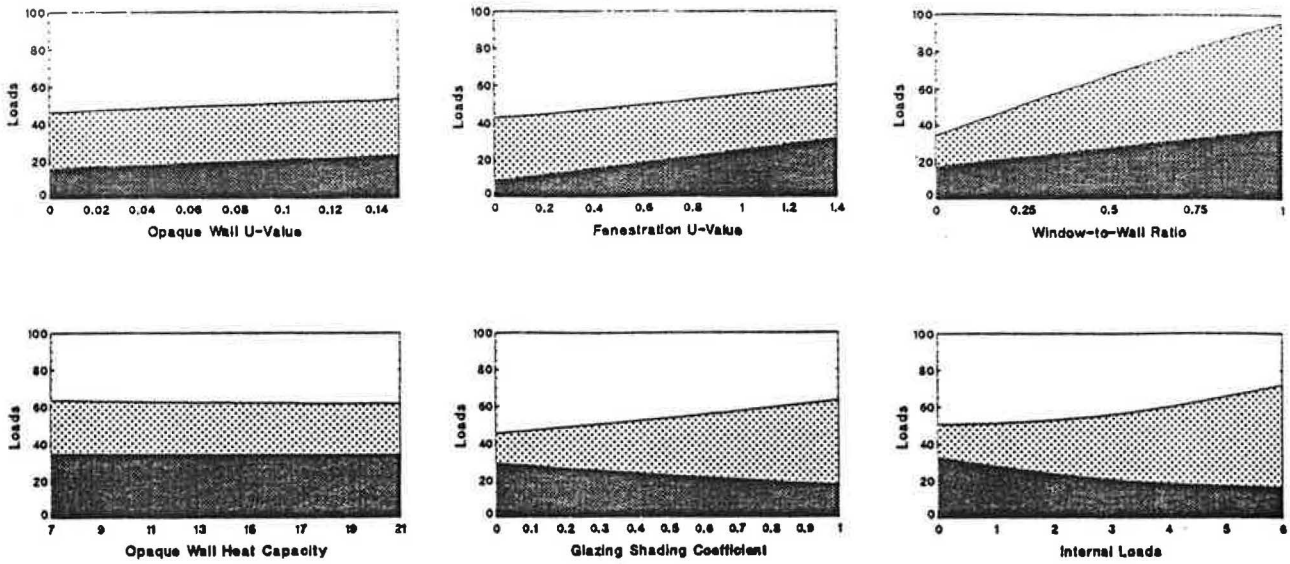 100
80
60
40
20
0
Loads
0 0.02 0.04 0.06 0.08 0.1 0.12 0.14
Opaque Wall U-Value
100
80
60
40
20
0
Loads
0 0.2 0.4 0.6 0.8 1 1.2 1.4
Fenestration U-Value
100
80
60
40
20
0
Loads
0 0.25 0.5 0.75 1
Window-to-Wall Ratio
100
80
60
40
20
0
Loads
7 9 11 13 15 17 19 21
Opaque Wall Heat Capacity
100
80
60
40
20
0
Loads
0 0.1 0.2 0.3 0.4 0.5 0.6 0.7 0.8 0.9 1
Glazing Shading Coefficient
100
80
60
40
20
0
Loads
0 1 2 3 4 5 6
Internal Loads